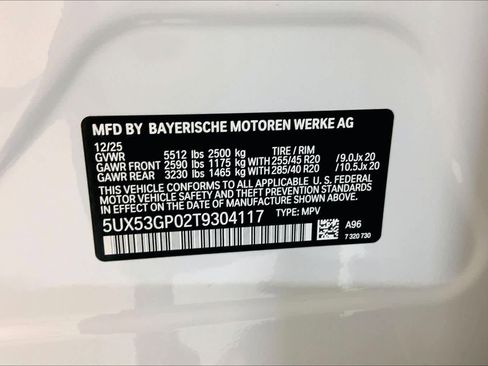 MFD BY BAYERISCHE MOTOREN WERKE AG
12/25 TIRE / RIM
GVWR 5512 lbs 2500 kg
GAWR FRONT 2590 lbs 1175 kg WITH 255/45 R20 /9.0Jx 20
GAWR REAR 3230 lbs 1465 kg WITH 285/40 R20 /10.5Jx 20
THIS VEHICLE CONFORMS TO ALL APPLICABLE U.S. FEDERAL
MOTOR VEHICLE SAFETY AND THEFT PREVENTION STANDARDS
IN EFFECT ON THE DATE OF MANUFACTURE SHOWN ABOVE.
5UX53GP02T9304117 TYPE: MPV
A96
7 320 730